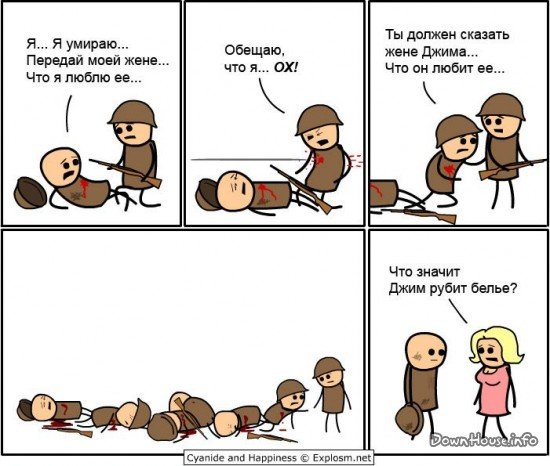 Я... Я умираю...
Передай моей жене...
Что я люблю ее...
Обещаю,
что я... ОХ!
Ты должен сказать
жене Джима...
Что он любит ее...
Что значит
Джим рубит белье?
DownHouse.info
Cyanide and Happiness © Explosm.net